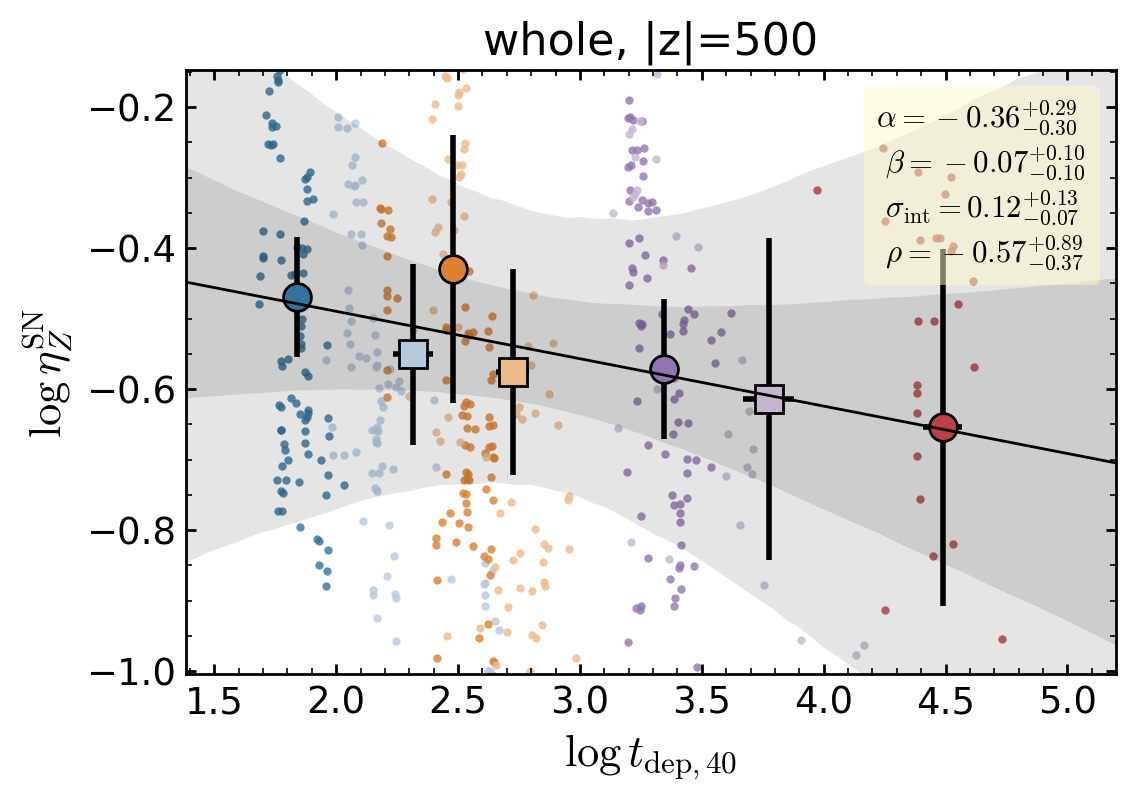 whole, |z|=500
α = −0.36 +0.29 −0.30
β = −0.07 +0.10 −0.10
σint = 0.12 +0.13 −0.07
ρ = −0.57 +0.89 −0.37
−0.2
−0.4
−0.6
−0.8
−1.0
log η_Z^SN
1.5 2.0 2.5 3.0 3.5 4.0 4.5 5.0
log t_dep, 40